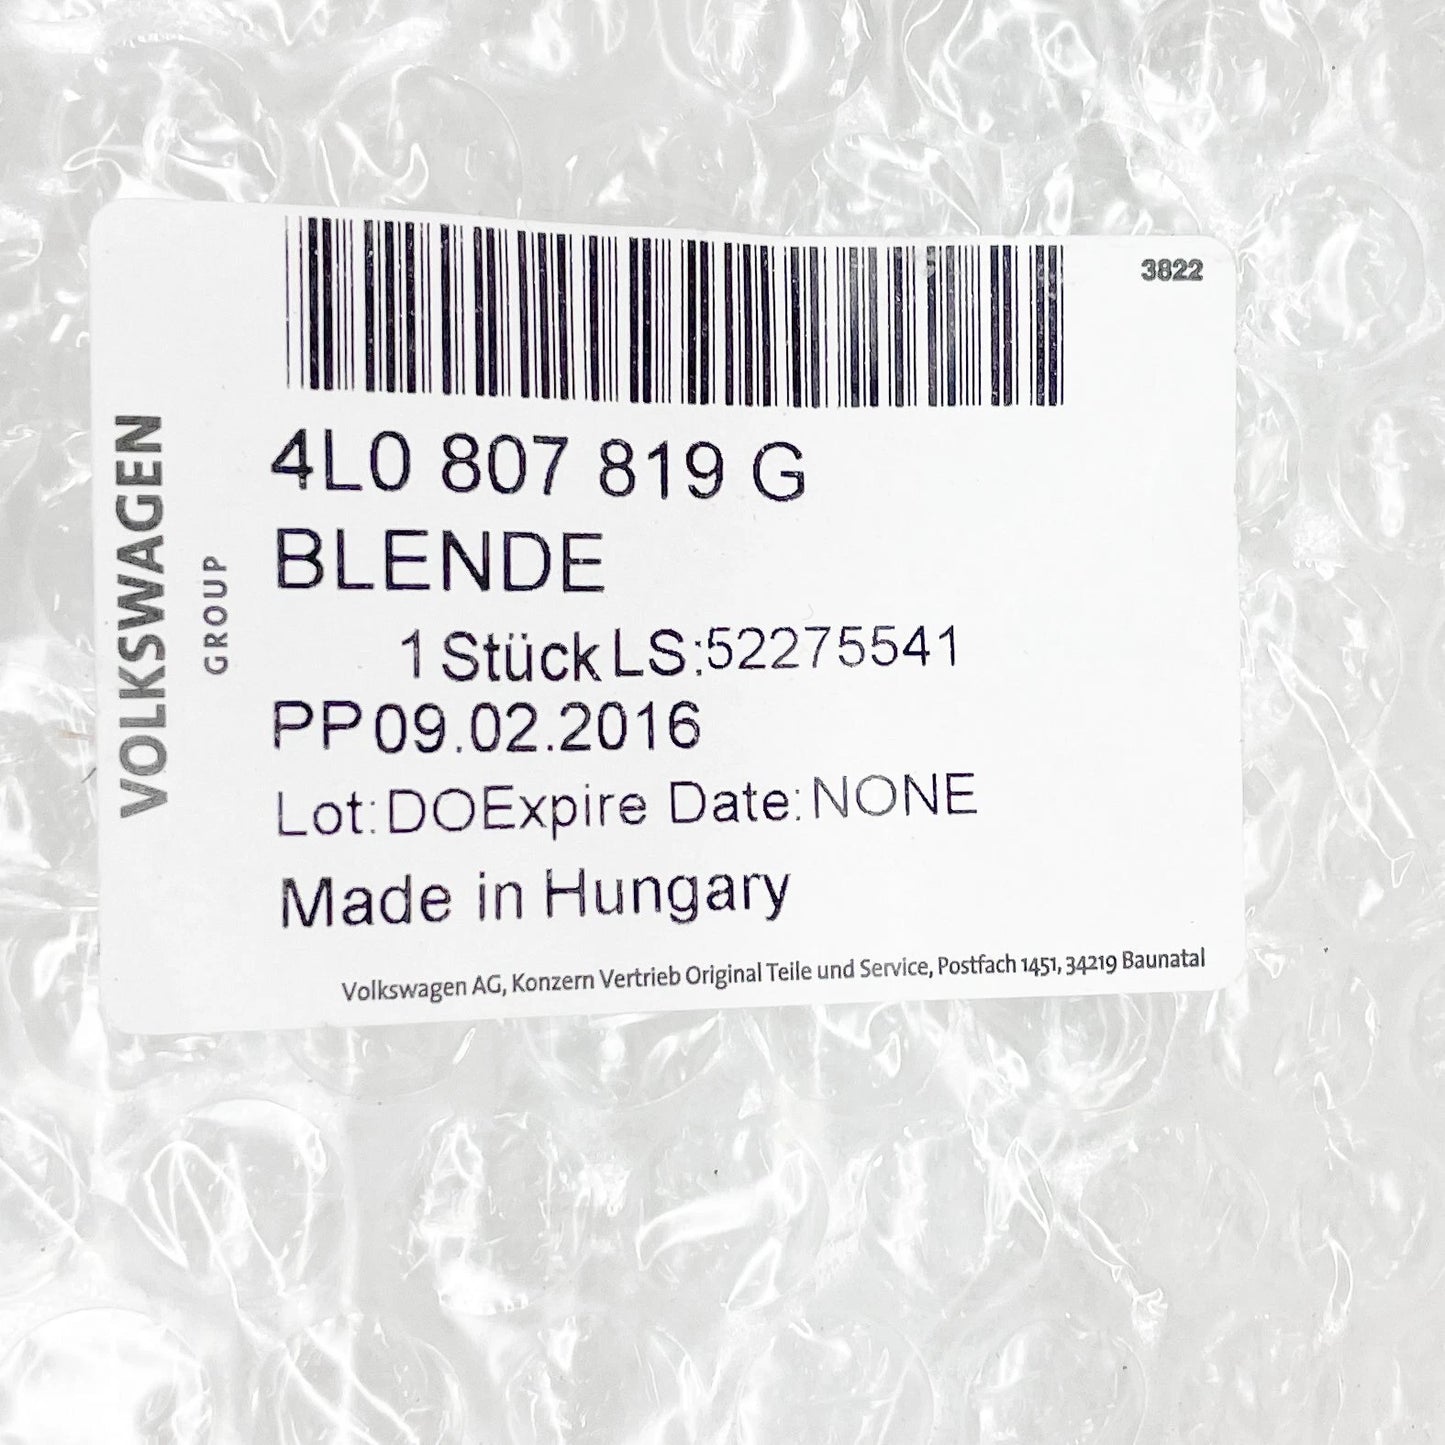 3822
4L0 807 819 G
BLENDE
1 Stück LS:52275541
PP 09.02.2016
Lot:DOExpire Date:NONE
Made in Hungary
Volkswagen AG, Konzern Vertrieb Original Teile und Service, Postfach 1451, 34219 Baunatal
VOLKSWAGEN
GROUP